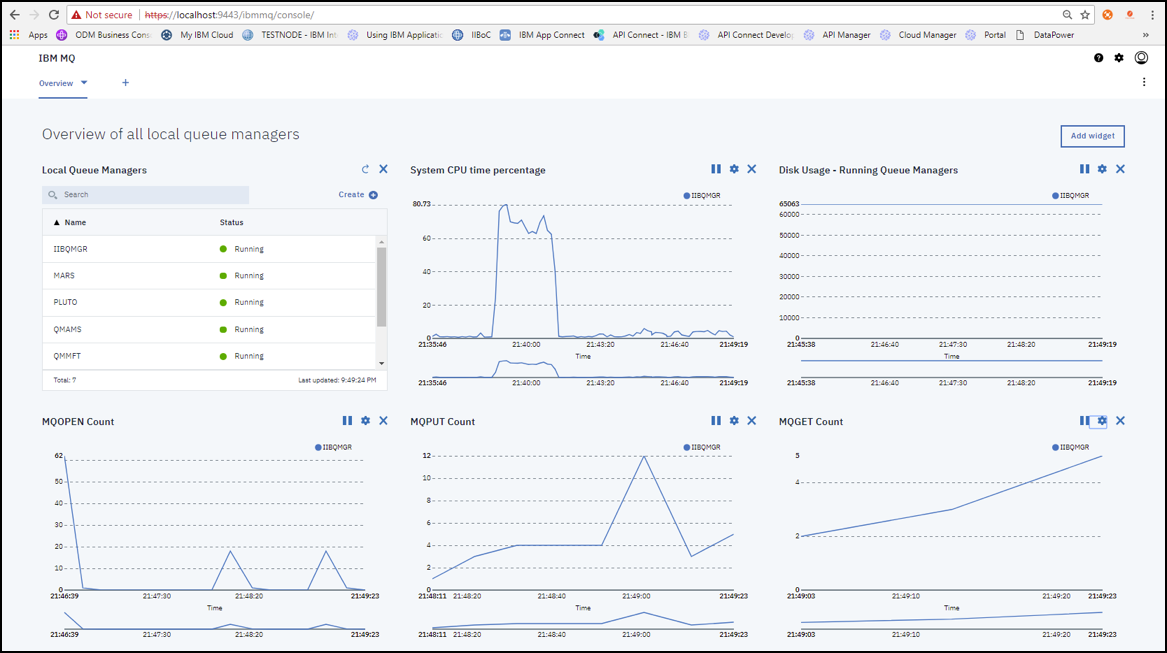 Not secure https://localhost:9443/ibmmq/console/
Apps ODM Business Cons My IBM Cloud TESTNODE - IBM Int Using IBM Applicatio IIBoC IBM App Connect API Connect - IBM B API Connect Develop API Manager Cloud Manager Portal DataPower »
IBM MQ
Overview +
Overview of all local queue managers
Add widget
Local Queue Managers
Search
Create
Name Status
IIBQMGR Running
MARS Running
PLUTO Running
QMAMS Running
QMMFT Running
Total: 7 Last updated: 9:49:24 PM
System CPU time percentage
IIBQMGR
80.73
60
40
20
0
21:35:46 21:40:00 21:43:20 21:46:40 21:49:19
Time
21:35:46 21:40:00 21:43:20 21:46:40 21:49:19
Disk Usage - Running Queue Managers
IIBQMGR
65063
60000
50000
40000
30000
20000
10000
0
21:45:38 21:46:40 21:47:30 21:48:20 21:49:19
Time
21:45:38 21:46:40 21:47:30 21:48:20 21:49:19
MQOPEN Count
IIBQMGR
62
50
40
30
20
10
0
21:46:39 21:47:30 21:48:20 21:49:23
Time
21:46:39 21:47:30 21:48:20 21:49:23
MQPUT Count
IIBQMGR
12
10
8
6
4
2
0
21:48:11 21:48:20 21:48:40 21:49:00 21:49:23
Time
21:48:11 21:48:20 21:48:40 21:49:00 21:49:23
MQGET Count
IIBQMGR
5
4
2
0
21:49:03 21:49:10 21:49:20 21:49:23
Time
21:49:03 21:49:10 21:49:20 21:49:23